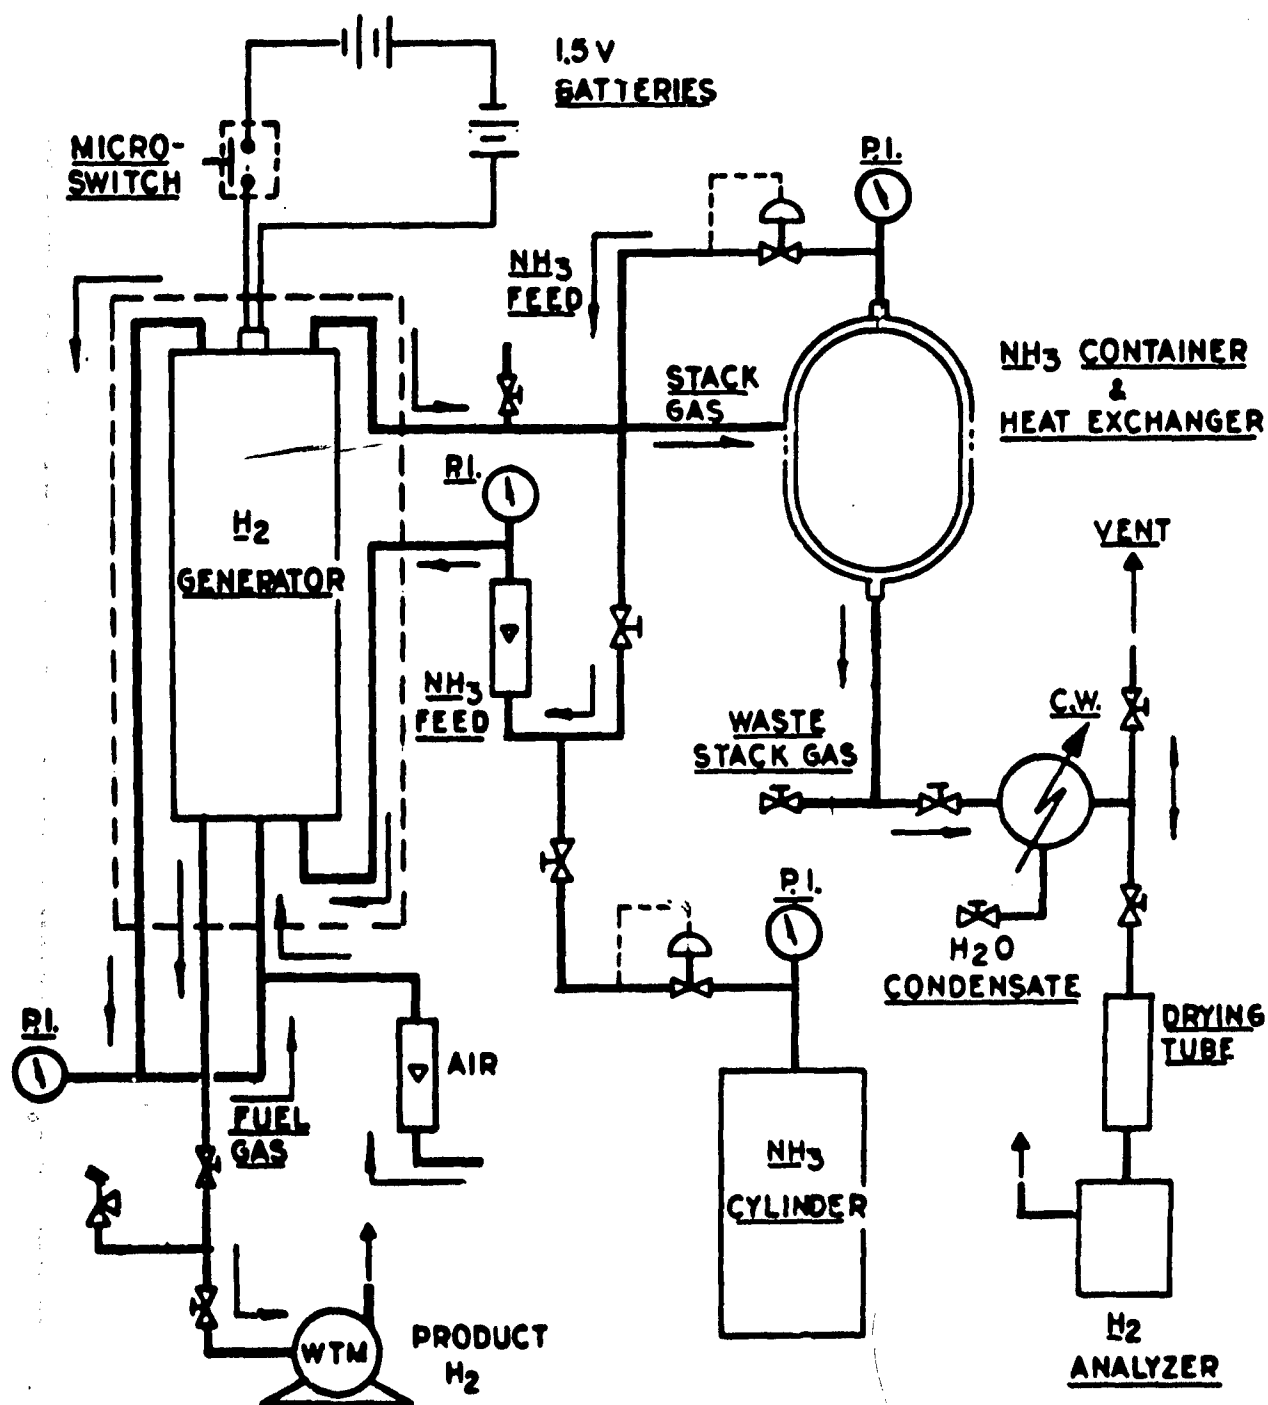 1.5 V
BATTERIES
MICRO-
SWITCH
P.I.
NH3
FEED
NH3 CONTAINER
&
HEAT EXCHANGER
STACK
GAS
P.I.
H2
GENERATOR
VENT
NH3
FEED
C.W.
WASTE
STACK GAS
P.I.
H2O
CONDENSATE
P.I.
DRYING
TUBE
AIR
FUEL
GAS
NH3
CYLINDER
WTM
PRODUCT
H2
H2
ANALYZER